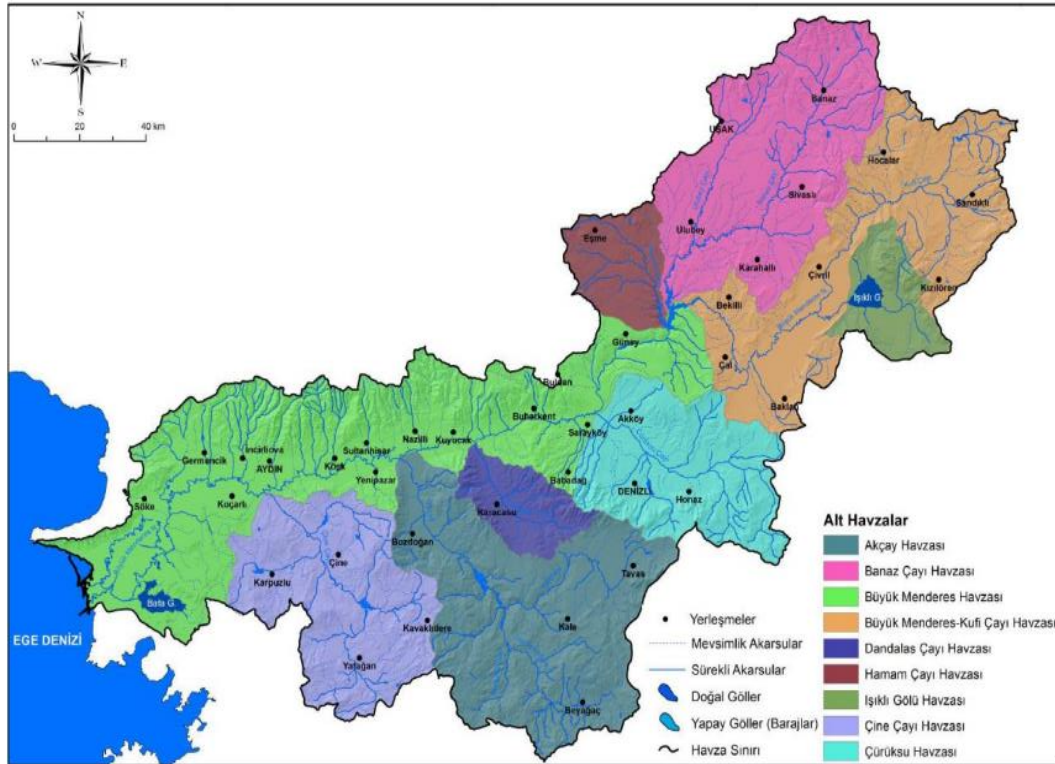 N
W E
S
0 20 40 km
Banaz
UŞAK
Hocalar
Sivaslı
Sandıklı
Ulubey
Eşme
Karahallı
Çivril
Işıklı G.
Kızılören
Bekilli
Güney
Çal
Buldan
Baklan
Buharkent
Akköy
Sarayköy
Nazilli
Kuyucak
Sultanhisar
İncirliova
Germencik
AYDIN
Köşk
Yenipazar
Babadağ
DENİZLİ
Honaz
Söke
Koçarlı
Karacasu
Bozdoğan
Çine
Karpuzlu
Tavas
Bafa G.
Kavaklıdere
Kale
EGE DENİZİ
Yatağan
Beyağaç
Yerleşmeler
Mevsimlik Akarsular
Sürekli Akarsular
Doğal Göller
Yapay Göller (Barajlar)
Havza Sınırı
Alt Havzalar
Akçay Havzası
Banaz Çayı Havzası
Büyük Menderes Havzası
Büyük Menderes-Kufi Çayı Havzası
Dandalas Çayı Havzası
Hamam Çayı Havzası
Işıklı Gölü Havzası
Çine Çayı Havzası
Çürüksu Havzası